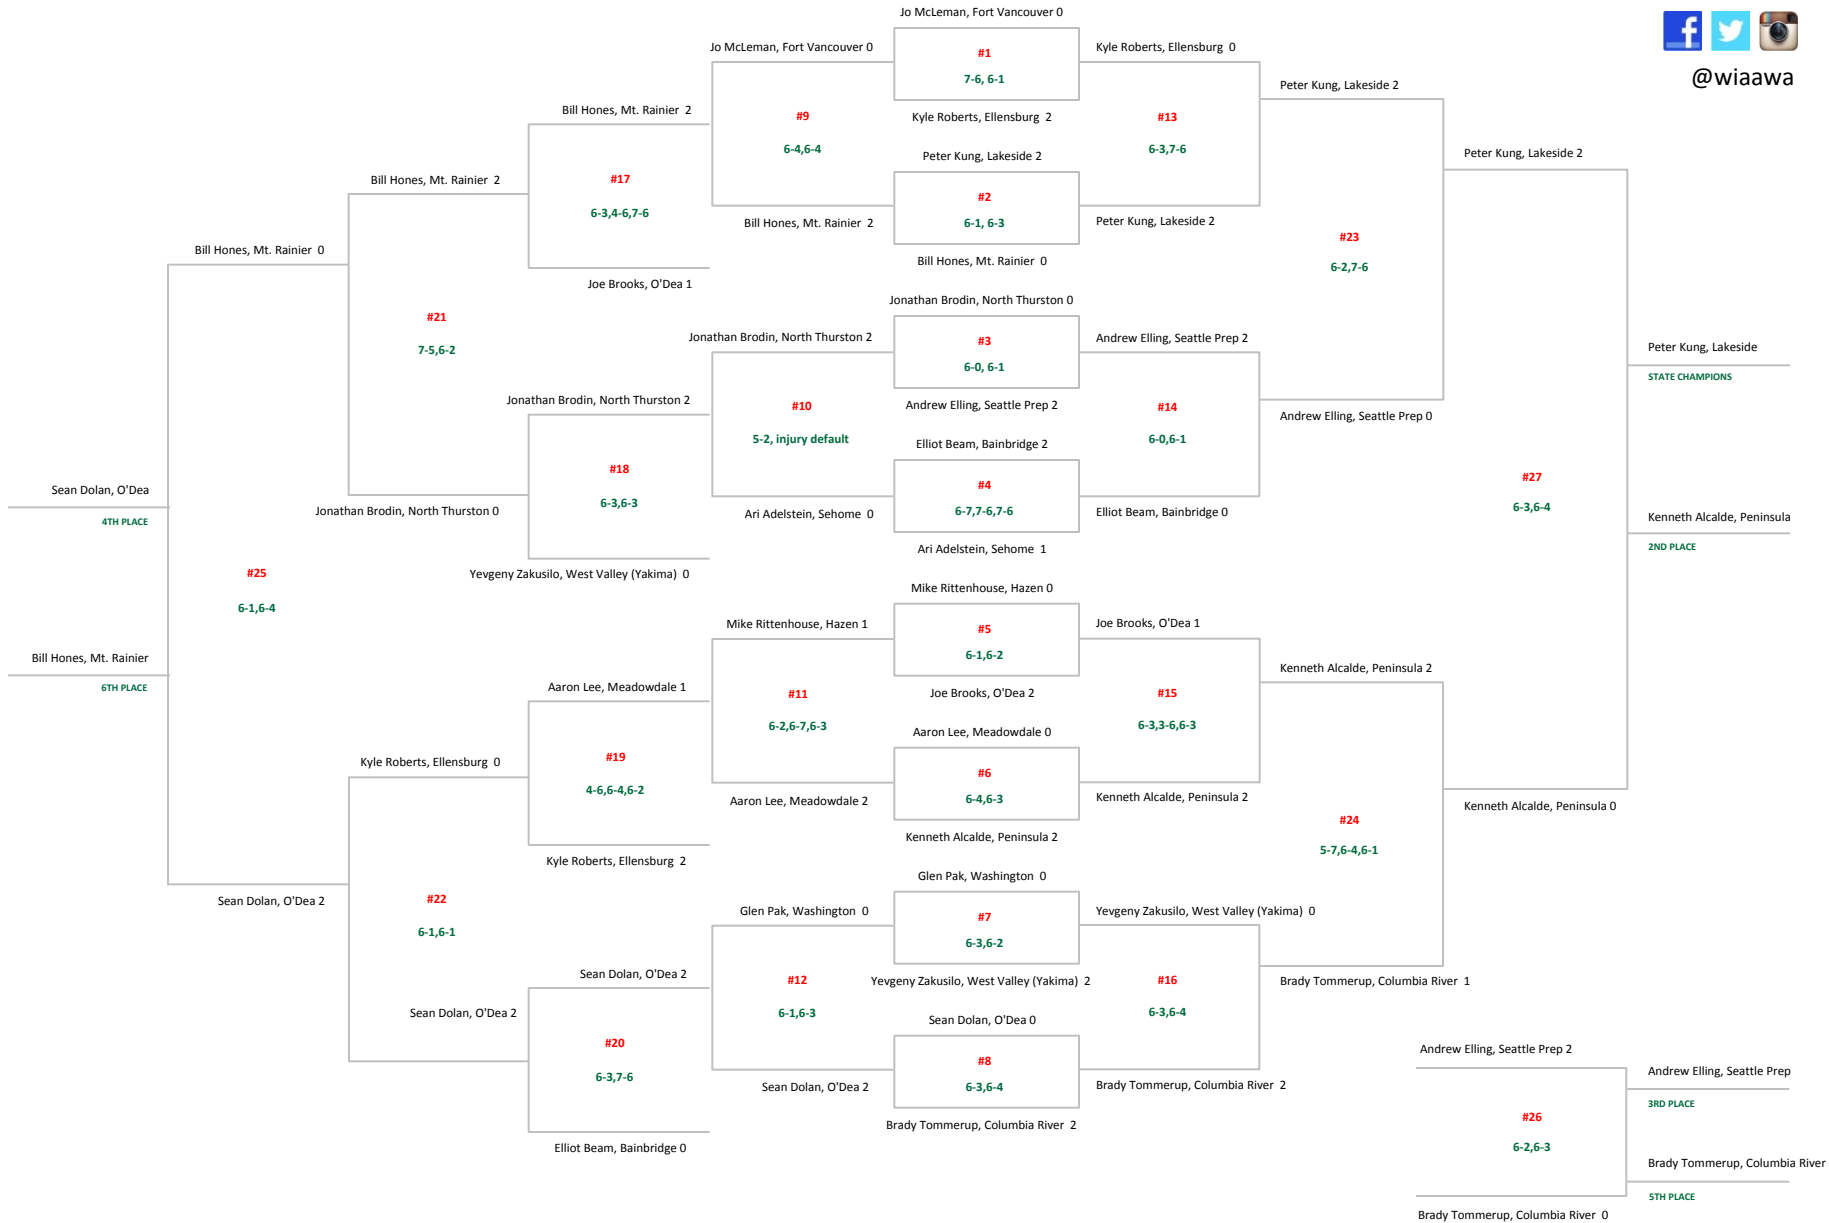 Jo McLeman, Fort Vancouver 0
Jo McLeman, Fort Vancouver 0
#1
Kyle Roberts, Ellensburg 0
@wiaawa
7-6, 6-1
Peter Kung, Lakeside 2
Bill Hones, Mt. Rainier 2
#9
Kyle Roberts, Ellensburg 2
#13
6-4,6-4
6-3,7-6
Peter Kung, Lakeside 2
Peter Kung, Lakeside 2
Bill Hones, Mt. Rainier 2
#17
#2
6-3,4-6,7-6
Bill Hones, Mt. Rainier 2
6-1, 6-3
Peter Kung, Lakeside 2
#23
Bill Hones, Mt. Rainier 0
Bill Hones, Mt. Rainier 0
6-2,7-6
Joe Brooks, O'Dea 1
Jonathan Brodin, North Thurston 0
#21
Jonathan Brodin, North Thurston 2
#3
Andrew Elling, Seattle Prep 2
Peter Kung, Lakeside
7-5,6-2
6-0, 6-1
STATE CHAMPIONS
Jonathan Brodin, North Thurston 2
#10
Andrew Elling, Seattle Prep 2
#14
Andrew Elling, Seattle Prep 0
5-2, injury default
Elliot Beam, Bainbridge 2
6-0,6-1
#18
#27
Sean Dolan, O'Dea
#4
6-3,6-3
6-3,6-4
Jonathan Brodin, North Thurston 0
Ari Adelstein, Sehome 0
6-7,7-6,7-6
Elliot Beam, Bainbridge 0
Kenneth Alcalde, Peninsula
4TH PLACE
Ari Adelstein, Sehome 1
2ND PLACE
#25
Yevgeny Zakusilo, West Valley (Yakima) 0
Mike Rittenhouse, Hazen 0
6-1,6-4
Mike Rittenhouse, Hazen 1
#5
Joe Brooks, O'Dea 1
Bill Hones, Mt. Rainier
6-1,6-2
Kenneth Alcalde, Peninsula 2
6TH PLACE
Aaron Lee, Meadowdale 1
#11
Joe Brooks, O'Dea 2
#15
6-2,6-7,6-3
Aaron Lee, Meadowdale 0
6-3,3-6,6-3
Kyle Roberts, Ellensburg 0
#19
#6
4-6,6-4,6-2
Aaron Lee, Meadowdale 2
6-4,6-3
Kenneth Alcalde, Peninsula 2
Kenneth Alcalde, Peninsula 0
#24
Kenneth Alcalde, Peninsula 2
5-7,6-4,6-1
Kyle Roberts, Ellensburg 2
Glen Pak, Washington 0
Sean Dolan, O'Dea 2
#22
Glen Pak, Washington 0
#7
Yevgeny Zakusilo, West Valley (Yakima) 0
6-1,6-1
6-3,6-2
Sean Dolan, O'Dea 2
#12
Yevgeny Zakusilo, West Valley (Yakima) 2
#16
Brady Tommerup, Columbia River 1
Sean Dolan, O'Dea 2
6-1,6-3
Sean Dolan, O'Dea 0
6-3,6-4
#20
#8
Andrew Elling, Seattle Prep 2
6-3,7-6
Sean Dolan, O'Dea 2
6-3,6-4
Brady Tommerup, Columbia River 2
Andrew Elling, Seattle Prep
3RD PLACE
Brady Tommerup, Columbia River 2
#26
Elliot Beam, Bainbridge 0
6-2,6-3
Brady Tommerup, Columbia River
5TH PLACE
Brady Tommerup, Columbia River 0